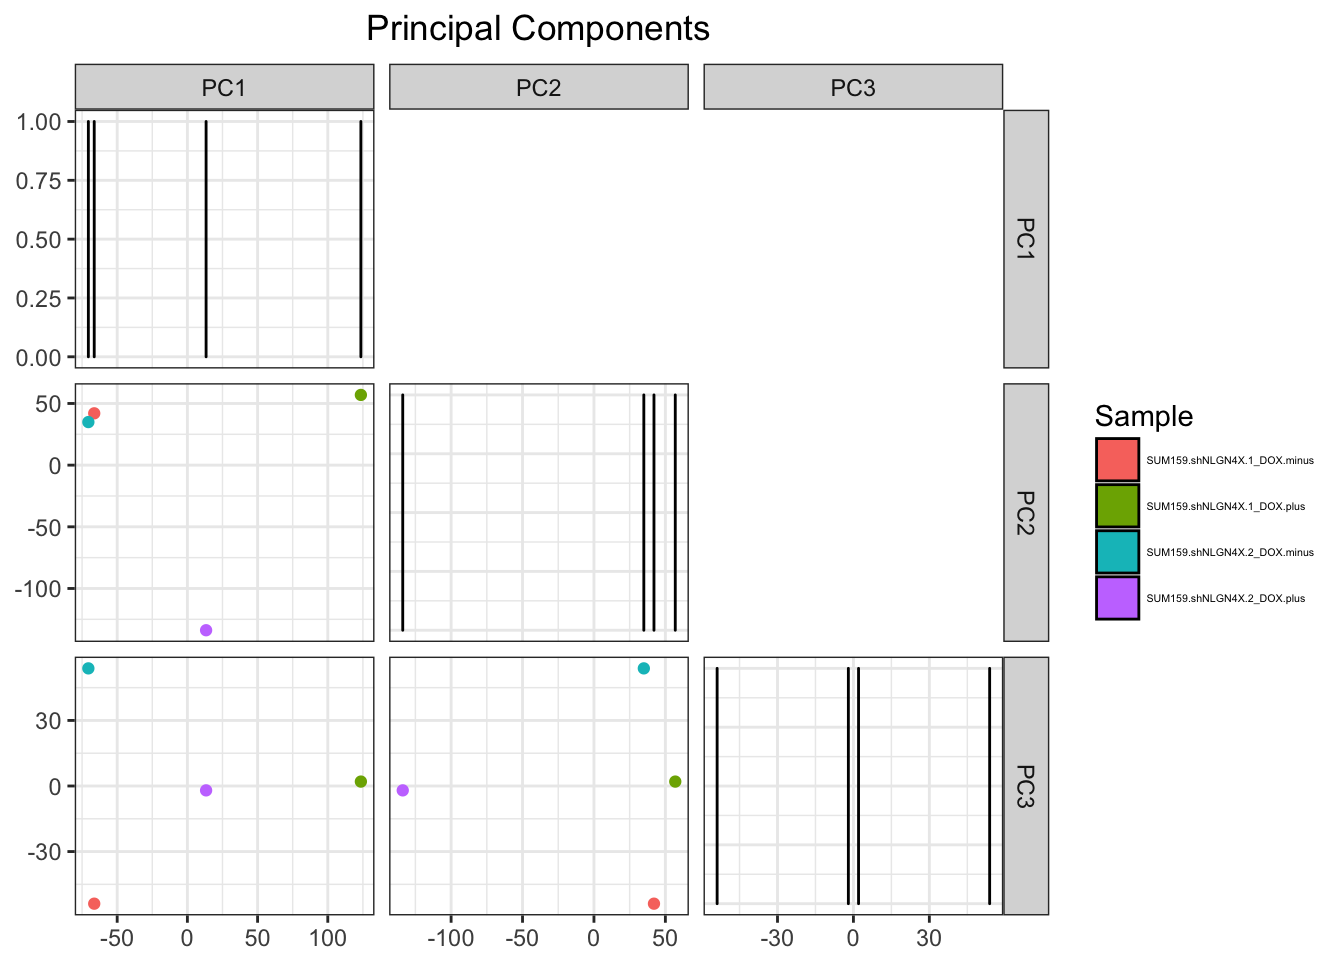 Principal Components
PC1
PC2
PC3
1.00
0.75
0.50
0.25
0.00
PC1
50
0
-50
-100
PC2
30
0
-30
PC3
-50 0 50 100
-100 -50 0 50
-30 0 30
Sample
SUM159.shNLGN4X.1_DOX.minus
SUM159.shNLGN4X.1_DOX.plus
SUM159.shNLGN4X.2_DOX.minus
SUM159.shNLGN4X.2_DOX.plus